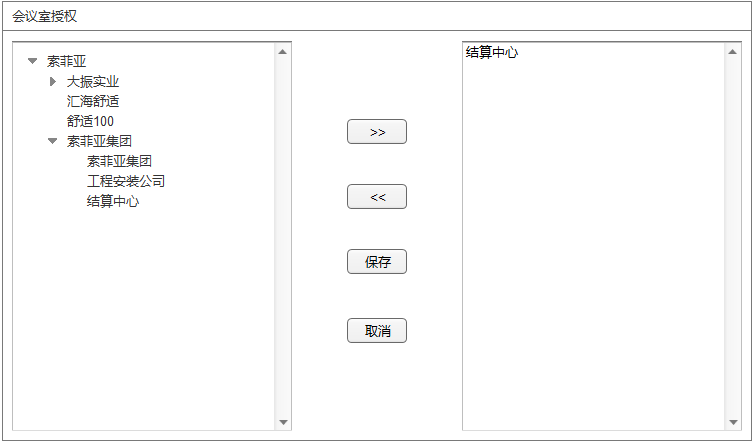 会议室授权
索菲亚
大振实业
汇海舒适
舒适100
索菲亚集团
索菲亚集团
工程安装公司
结算中心
>>
<<
保存
取消
结算中心